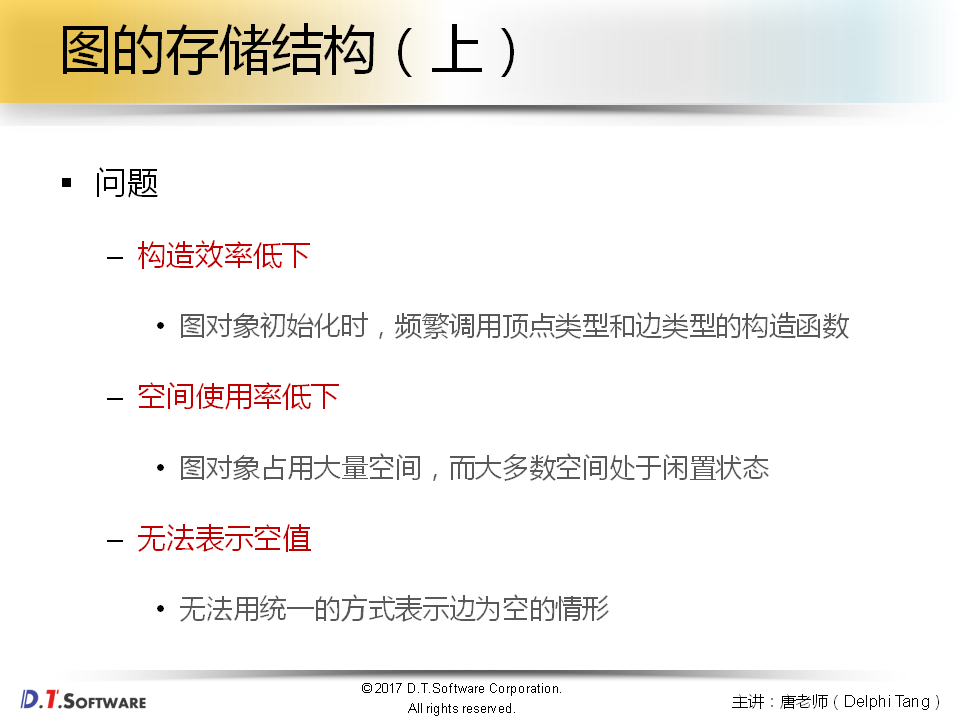 图的存储结构（上）
▪ 问题
– 构造效率低下
• 图对象初始化时，频繁调用顶点类型和边类型的构造函数
– 空间使用率低下
• 图对象占用大量空间，而大多数空间处于闲置状态
– 无法表示空值
• 无法用统一的方式表示边为空的情形
D.T.SOFTWARE
©2017 D.T.Software Corporation.
All rights reserved.
主讲：唐老师（Delphi Tang）